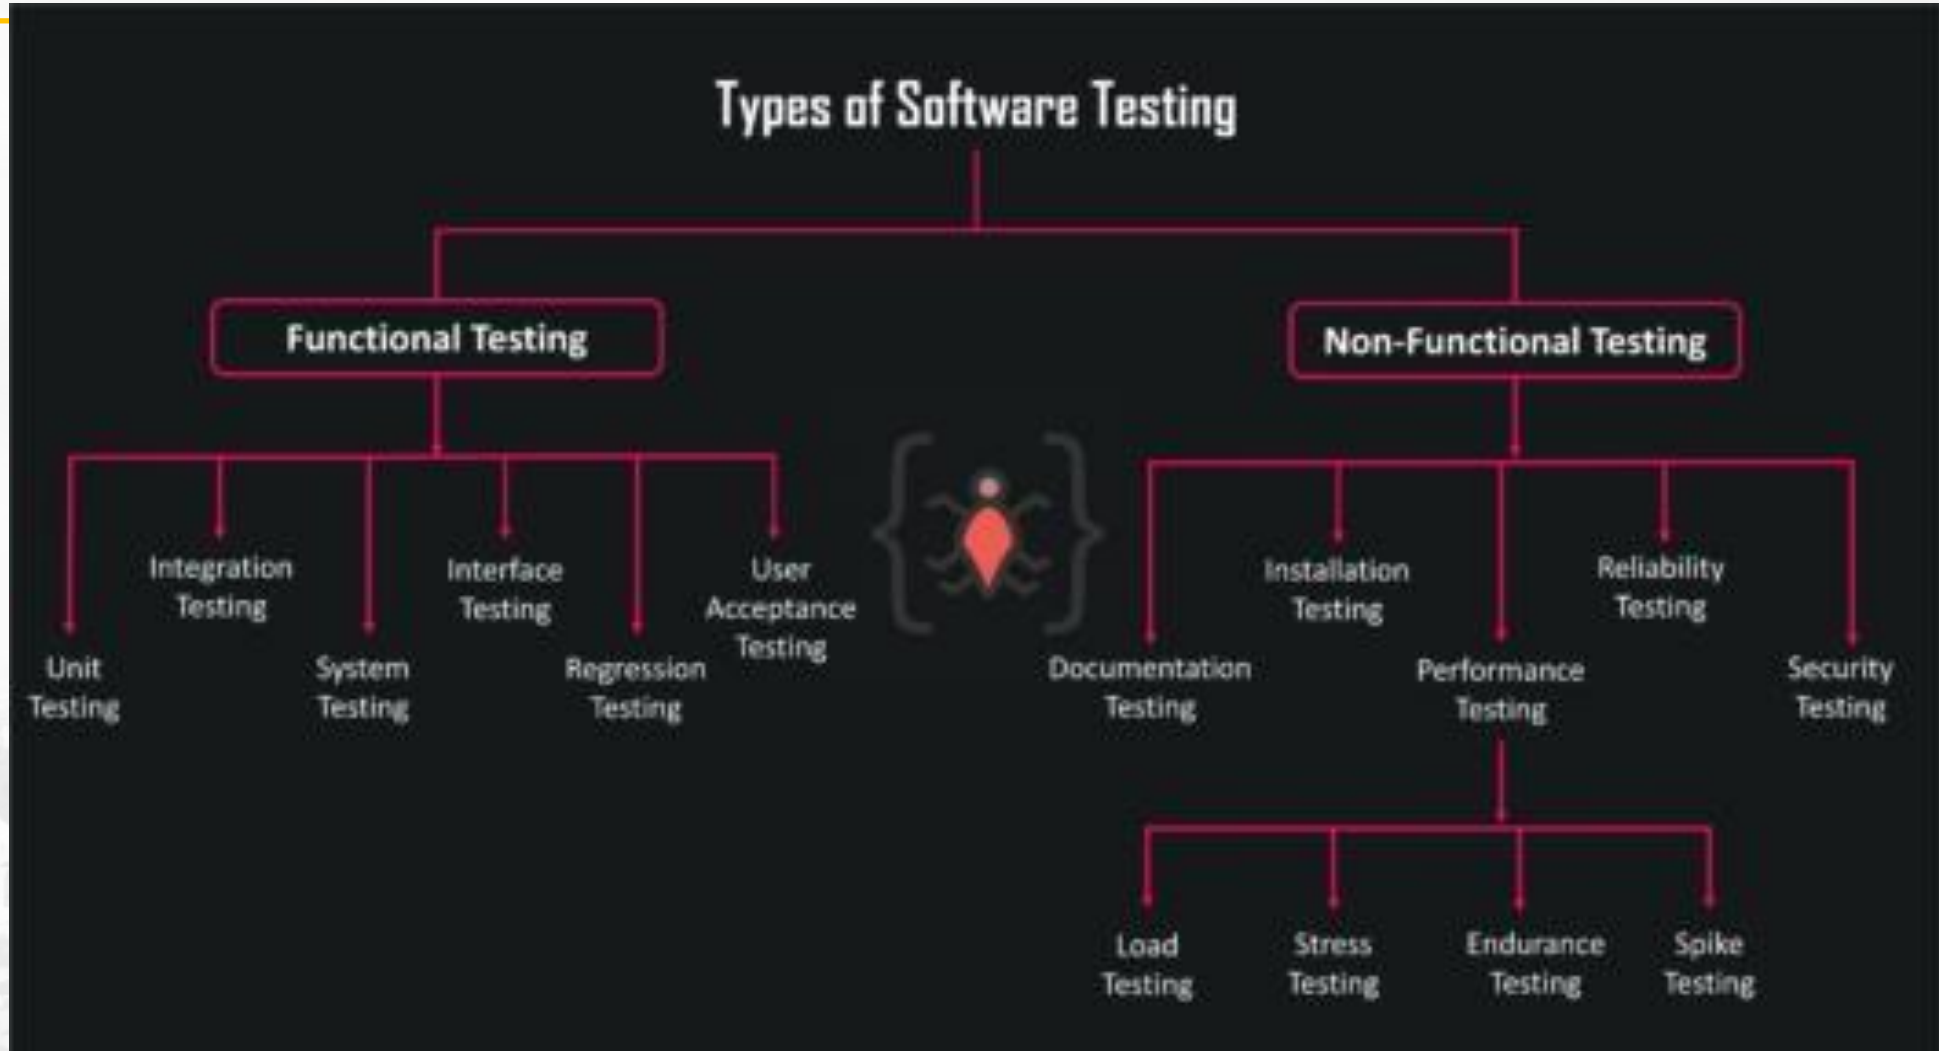 Types of Software Testing
Functional Testing
Non-Functional Testing
Unit
Testing
Integration
Testing
System
Testing
Interface
Testing
Regression
Testing
User
Acceptance
Testing
Documentation
Testing
Installation
Testing
Performance
Testing
Reliability
Testing
Security
Testing
Load
Testing
Stress
Testing
Endurance
Testing
Spike
Testing